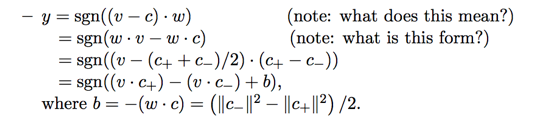 – y = sgn((v − c) · w) (note: what does this mean?)
= sgn(w · v − w · c) (note: what is this form?)
= sgn((v − (c₊ + c₋)/2) · (c₊ − c₋))
= sgn((v · c₊) − (v · c₋) + b),
where b = −(w · c) = (‖c₋‖² − ‖c₊‖²) /2.